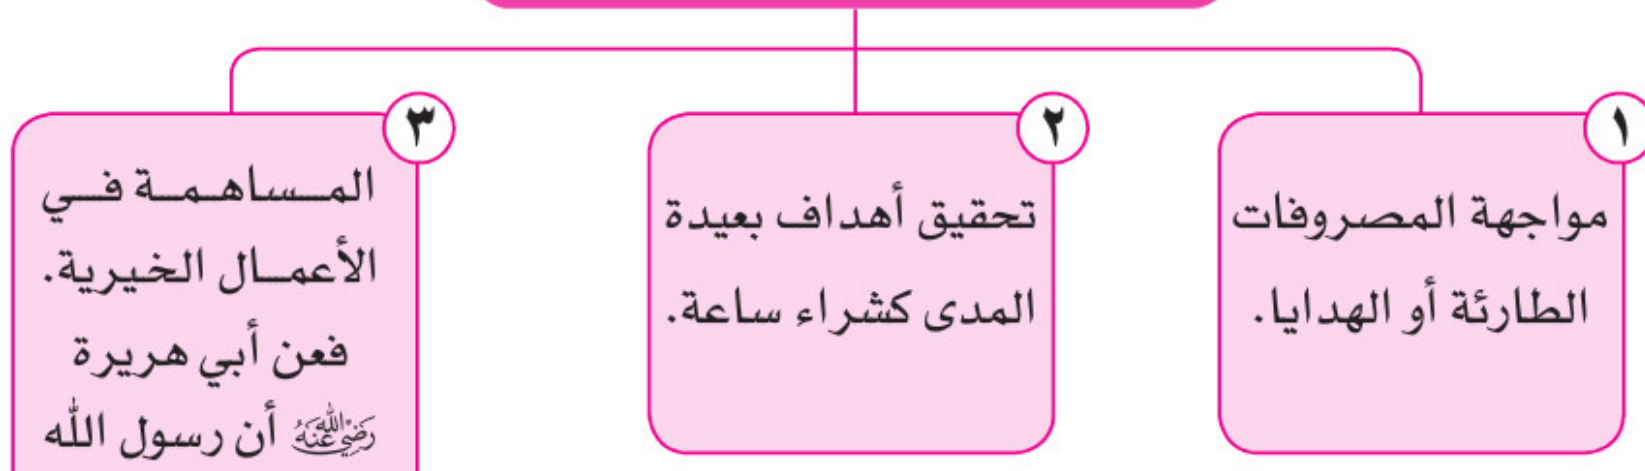 ١
مواجهة المصروفات
الطارئة أو الهدايا.
٢
تحقيق أهداف بعيدة
المدى كشراء ساعة.
٣
المساهمة في
الأعمال الخيرية.
فعن أبي هريرة
رَضِيَ اللَّهُ عَنْهُ أن رسول الله